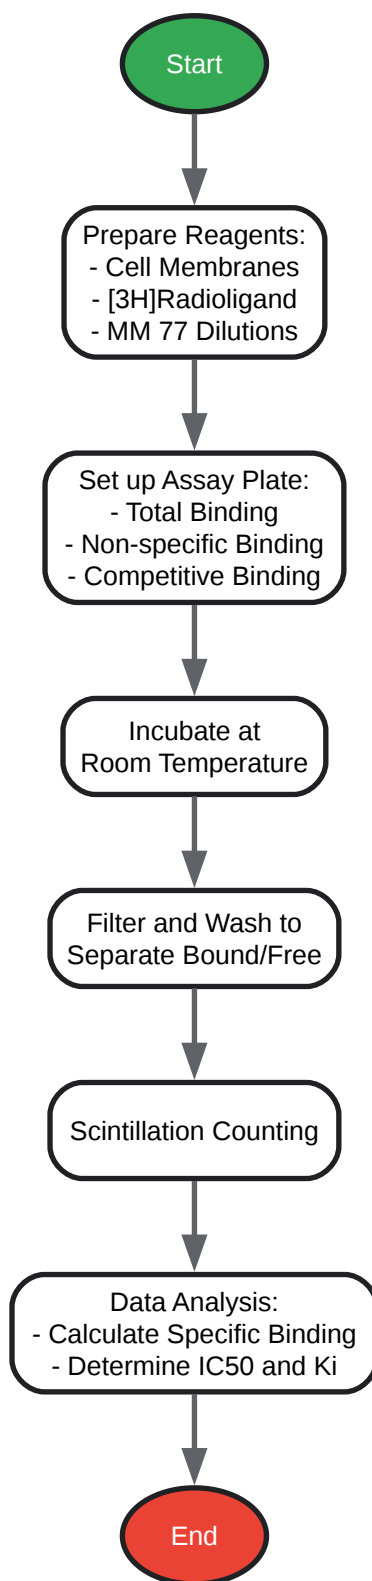 Start
Prepare Reagents:
- Cell Membranes
- [3H]Radioligand
- MM 77 Dilutions
Set up Assay Plate:
- Total Binding
- Non-specific Binding
- Competitive Binding
Incubate at
Room Temperature
Filter and Wash to
Separate Bound/Free
Scintillation Counting
Data Analysis:
- Calculate Specific Binding
- Determine IC50 and Ki
End